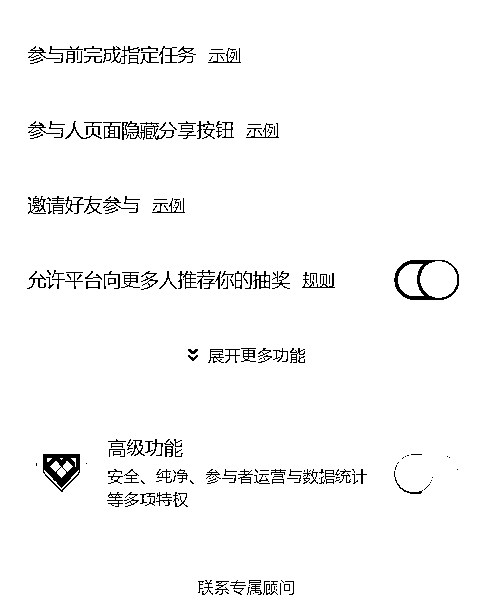 参与前完成指定任务 示例
参与人页面隐藏分享按钮 示例
邀请好友参与 示例
允许平台向更多人推荐你的抽奖 规则
展开更多功能
高级功能
安全、纯净、参与者运营与数据统计
等多项特权
联系专属顾问